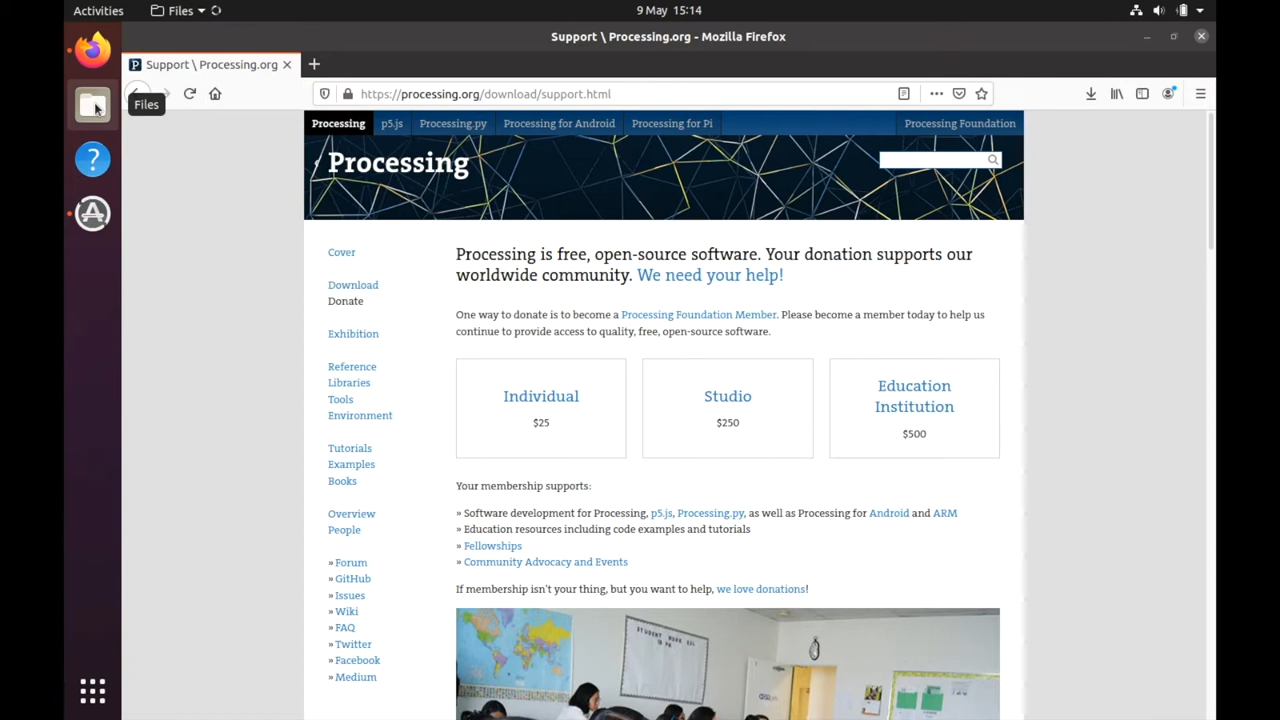 Activities
Files
9 May 15:14
Support \ Processing.org - Mozilla Firefox
Support \ Processing.org
Files
https://processing.org/download/support.html
Processing
p5.js
Processing.py
Processing for Android
Processing for Pi
Processing Foundation
Processing
Cover
Download
Donate
Exhibition
Reference
Libraries
Tools
Environment
Tutorials
Examples
Books
Overview
People
» Forum
» GitHub
» Issues
» Wiki
» FAQ
» Twitter
» Facebook
» Medium
Processing is free, open-source software. Your donation supports our
worldwide community. We need your help!
One way to donate is to become a Processing Foundation Member. Please become a member today to help us
continue to provide access to quality, free, open-source software.
Individual
$25
Studio
$250
Education
Institution
$500
Your membership supports:
» Software development for Processing, p5.js, Processing.py, as well as Processing for Android and ARM
» Education resources including code examples and tutorials
» Fellowships
» Community Advocacy and Events
If membership isn't your thing, but you want to help, we love donations!
STUDENT WORK